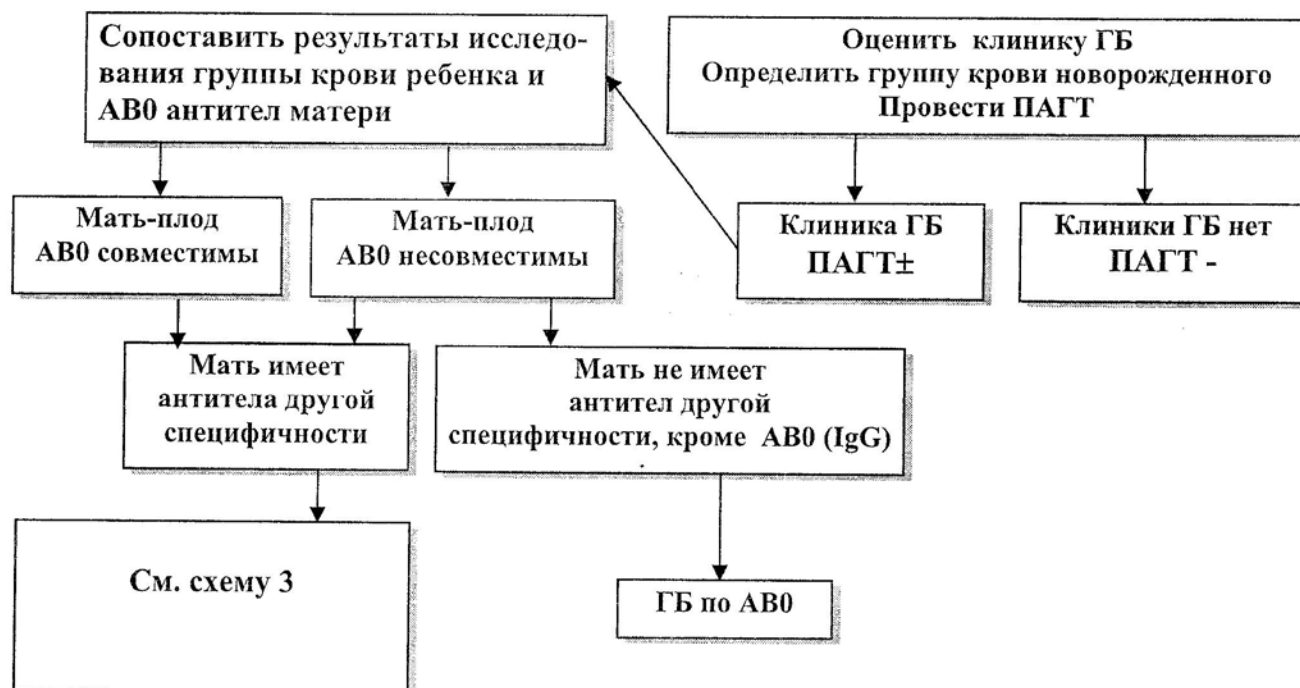 Сопоставить результаты исследо-
вания группы крови ребенка и
АВ0 антител матери
Оценить клинику ГБ
Определить группу крови новорожденного
Провести ПАГТ
Мать-плод
АВ0 совместимы
Мать-плод
АВ0 несовместимы
Клиника ГБ
ПАГТ±
Клиники ГБ нет
ПАГТ -
Мать имеет
антитела другой
специфичности
Мать не имеет
антител другой
специфичности, кроме АВ0 (IgG)
См. схему 3
ГБ по АВ0